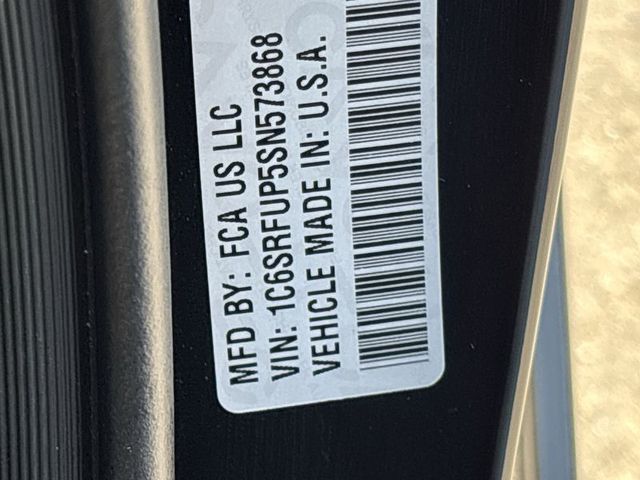 MFD BY: FCA US LLC
VIN: 1C6SRFUP5SN573868
VEHICLE MADE IN: U.S.A.